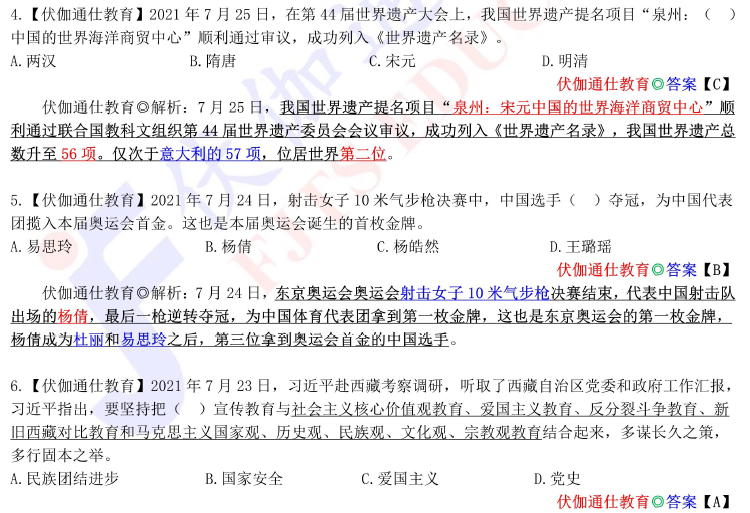 4.【伏伽通仕教育】2021 年 7 月 25 日，在第 44 届世界遗产大会上，我国世界遗产提名项目“泉州：（　）
中国的世界海洋商贸中心”顺利通过审议，成功列入《世界遗产名录》。
A.两汉 B.隋唐 C.宋元 D.明清
伏伽通仕教育◎答案【C】
伏伽通仕教育◎解析：7 月 25 日，我国世界遗产提名项目“泉州：宋元中国的世界海洋商贸中心”顺
利通过联合国教科文组织第 44 届世界遗产委员会会议审议，成功列入《世界遗产名录》，我国世界遗产总
数升至 56 项。仅次于意大利的 57 项，位居世界第二位。
5.【伏伽通仕教育】2021 年 7 月 24 日，射击女子 10 米气步枪决赛中，中国选手（　）夺冠，为中国代表
团揽入本届奥运会首金。这也是本届奥运会诞生的首枚金牌。
A.易思玲 B.杨倩 C.杨皓然 D.王璐瑶
伏伽通仕教育◎答案【B】
伏伽通仕教育◎解析：7 月 24 日，东京奥运会奥运会射击女子 10 米气步枪决赛结束，代表中国射击队
出场的杨倩，最后一枪逆转夺冠，为中国体育代表团拿到第一枚金牌，这也是东京奥运会的第一枚金牌，
杨倩成为杜丽和易思玲之后，第三位拿到奥运会首金的中国选手。
6.【伏伽通仕教育】2021 年 7 月 23 日，习近平赴西藏考察调研，听取了西藏自治区党委和政府工作汇报，
习近平指出，要坚持把（　）宣传教育与社会主义核心价值观教育、爱国主义教育、反分裂斗争教育、新
旧西藏对比教育和马克思主义国家观、历史观、民族观、文化观、宗教观教育结合起来，多谋长久之策，
多行固本之举。
A.民族团结进步 B.国家安全 C.爱国主义 D.党史
伏伽通仕教育◎答案【A】